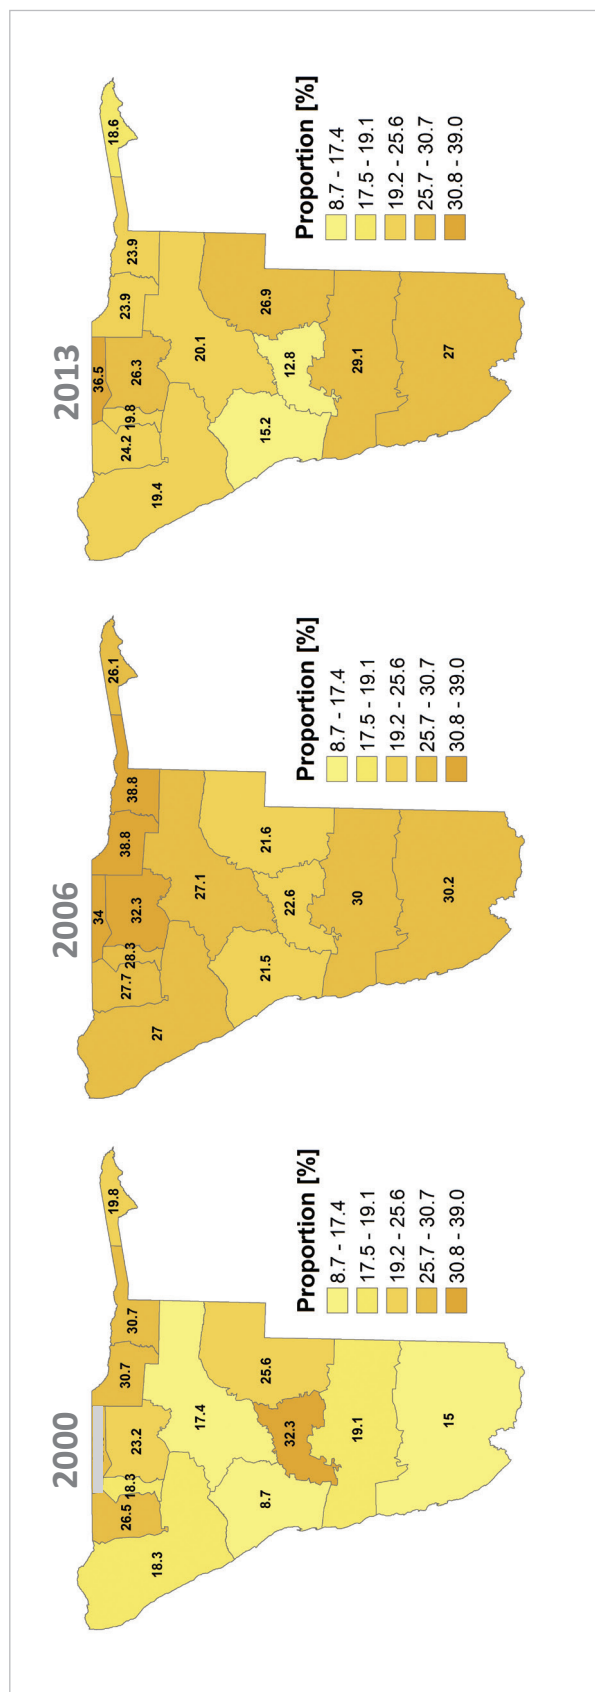 2000
18.3
26.5
18.3
23.2
30.7
30.7
19.8
17.4
8.7
32.3
25.6
19.1
15
Proportion [%]
8.7 - 17.4
17.5 - 19.1
19.2 - 25.6
25.7 - 30.7
30.8 - 39.0
2006
34
27
27.7
28.3
32.3
38.8
38.8
26.1
27.1
21.5
22.6
21.6
30
30.2
Proportion [%]
8.7 - 17.4
17.5 - 19.1
19.2 - 25.6
25.7 - 30.7
30.8 - 39.0
2013
36.5
19.4
24.2
19.8
26.3
23.9
23.9
18.6
20.1
15.2
12.8
26.9
29.1
27
Proportion [%]
8.7 - 17.4
17.5 - 19.1
19.2 - 25.6
25.7 - 30.7
30.8 - 39.0